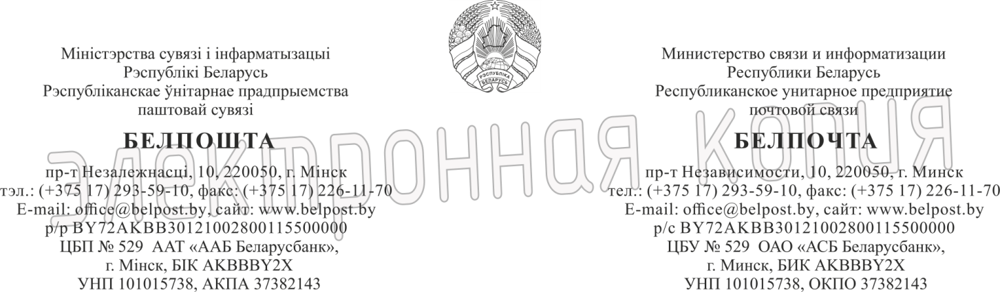 Міністэрства сувязі і інфарматызацыі
Рэспублікі Беларусь
Рэспубліканскае ўнітарнае прадпрыемства
паштовай сувязі
БЕЛПОШТА
пр-т Незалежнасці, 10, 220050, г. Мінск
тэл.: (+375 17) 293-59-10, факс: (+375 17) 226-11-70
E-mail: office@belpost.by, сайт: www.belpost.by
р/р BY72AKBB30121002800115500000
ЦБП № 529 ААТ «ААБ Беларусбанк»,
г. Мінск, БІК AKBBBY2X
УНП 101015738, АКПА 37382143
РЭСПУБЛІКА
БЕЛАРУСЬ
Министерство связи и информатизации
Республики Беларусь
Республиканское унитарное предприятие
почтовой связи
БЕЛПОЧТА
пр-т Независимости, 10, 220050, г. Минск
тел.: (+375 17) 293-59-10, факс: (+375 17) 226-11-70
E-mail: office@belpost.by, сайт: www.belpost.by
р/с BY72AKBB30121002800115500000
ЦБУ № 529 ОАО «АСБ Беларусбанк»,
г. Минск, БИК AKBBBY2X
УНП 101015738, ОКПО 37382143
электронная копия